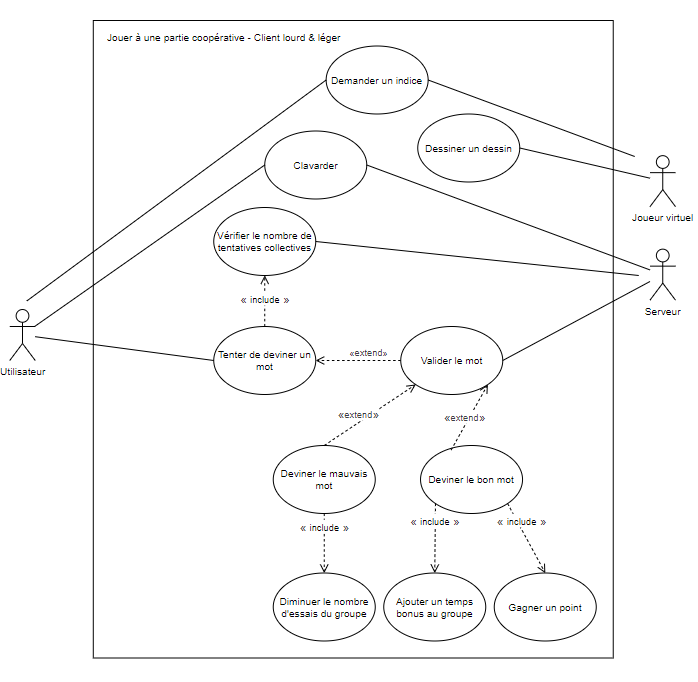 Jouer à une partie coopérative - Client lourd & léger
Demander un indice
Dessiner un dessin
Clavarder
Joueur virtuel
Vérifier le nombre de
tentatives collectives
« include »
Serveur
Utilisateur
Tenter de deviner un
mot
«extend»
Valider le mot
«extend»
«extend»
Deviner le mauvais
mot
Deviner le bon mot
« include »
« include »
« include »
Diminuer le nombre
d'essais du groupe
Ajouter un temps
bonus au groupe
Gagner un point